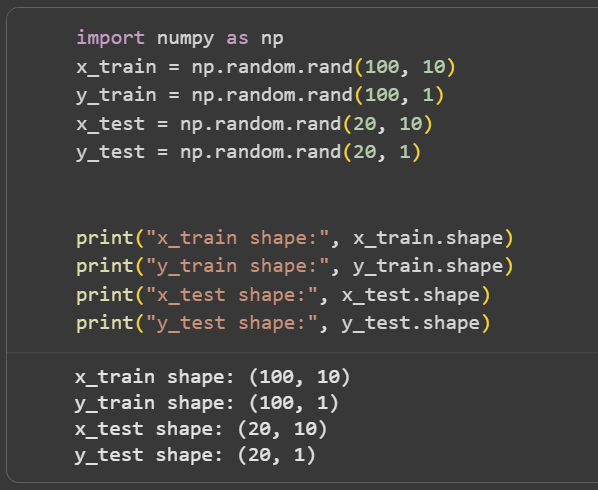 import numpy as np
x_train = np.random.rand(100, 10)
y_train = np.random.rand(100, 1)
x_test = np.random.rand(20, 10)
y_test = np.random.rand(20, 1)
print("x_train shape:", x_train.shape)
print("y_train shape:", y_train.shape)
print("x_test shape:", x_test.shape)
print("y_test shape:", y_test.shape)
x_train shape: (100, 10)
y_train shape: (100, 1)
x_test shape: (20, 10)
y_test shape: (20, 1)